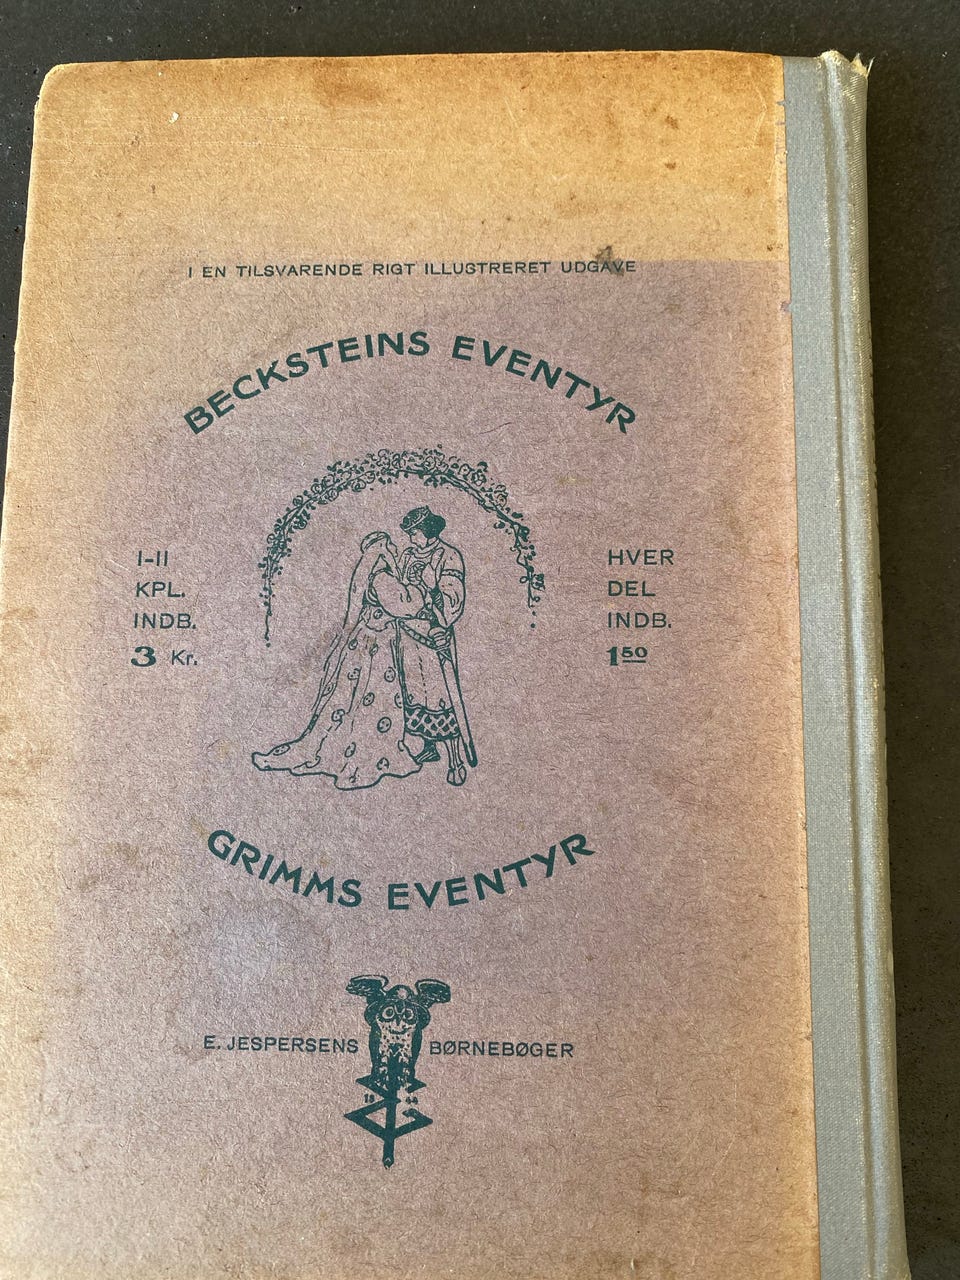 I EN TILSVARENDE RIGT ILLUSTRERET UDGAVE
BECKSTEINS EVENTYR
I-II
KPL.
INDB.
3 Kr.
HVER
DEL
INDB.
1 50
GRIMMS EVENTYR
E. JESPERSENS BØRNEBØGER